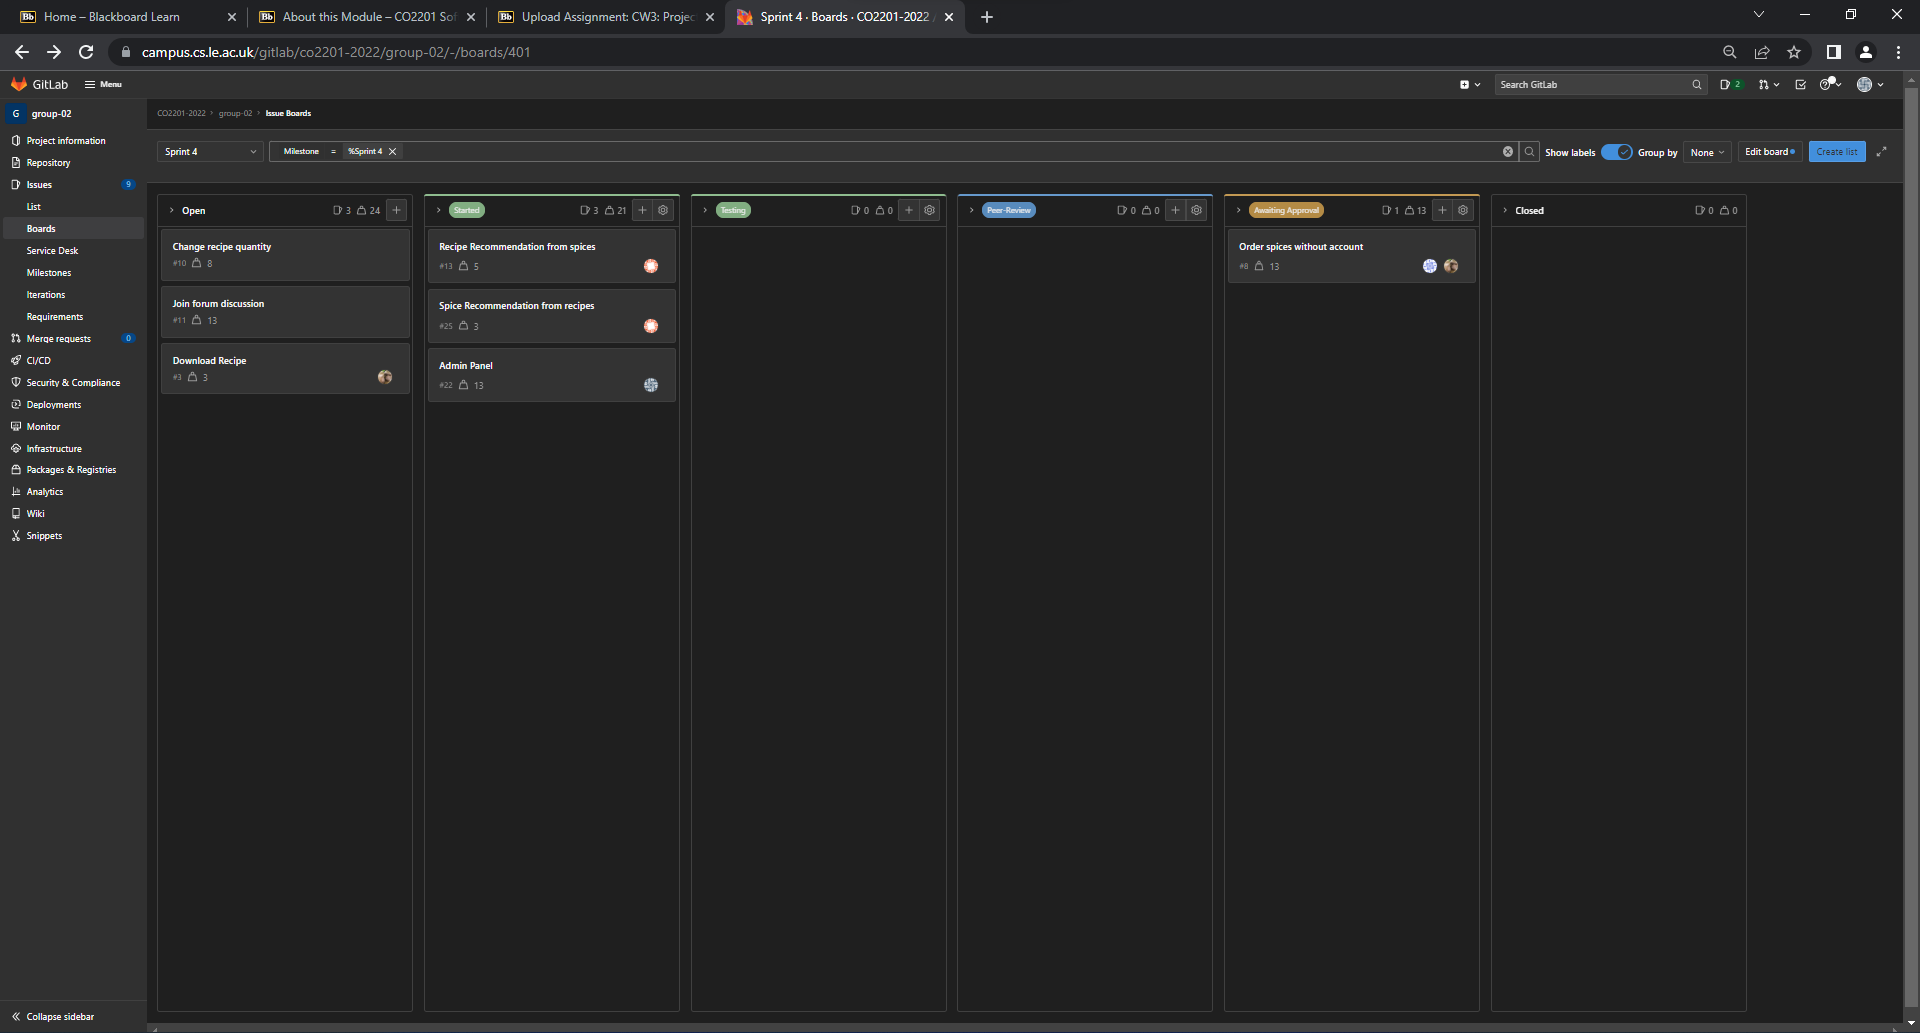 Home – Blackboard Learn
About this Module – CO2201 Sof
Upload Assignment: CW3: Projec
Sprint 4 · Boards · CO2201-2022
campus.cs.le.ac.uk/gitlab/co2201-2022/group-02/-/boards/401
GitLab Menu
Search GitLab
2
G group-02
CO2201-2022 › group-02 › Issue Boards
Project information
Repository
Issues 9
List
Boards
Service Desk
Milestones
Iterations
Requirements
Merge requests 0
CI/CD
Security & Compliance
Deployments
Monitor
Infrastructure
Packages & Registries
Analytics
Wiki
Snippets
Collapse sidebar
Sprint 4
Milestone = %Sprint 4
Show labels
Group by
None
Edit board
Create list
Open 3 24
Change recipe quantity
#10 8
Join forum discussion
#11 13
Download Recipe
#3 3
Started 3 21
Recipe Recommendation from spices
#13 5
Spice Recommendation from recipes
#25 3
Admin Panel
#22 13
Testing 0 0
Peer-Review 0 0
Awaiting Approval 1 13
Order spices without account
#8 13
Closed 0 0